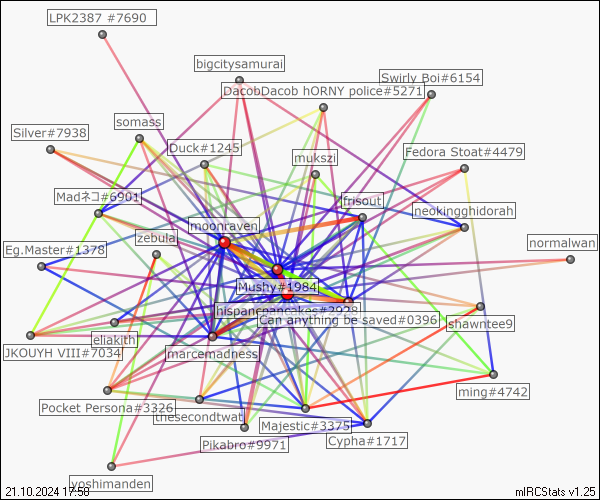 LPK2387 #7690
bigcitysamurai
Swirly Boi#6154
DacobDacob hORNY police#5271
somass
Silver#7938
Duck#1245
mukszi
Fedora Stoat#4479
Madネコ#6901
frisout
neokingghidorah
moonraven
zebula
normalwan
Eg.Master#1378
Mushy#1984
hispanicpancakes#3928
Can anything be saved#0396
shawntee9
eliakith
JKOUYH VIII#7034
marcemadness
ming#4742
Pocket Persona#3326
thesecondtwat
Majestic#3375
Cypha#1717
Pikabro#9971
yoshimanden
21.10.2024 17:58
mIRCStats v1.25